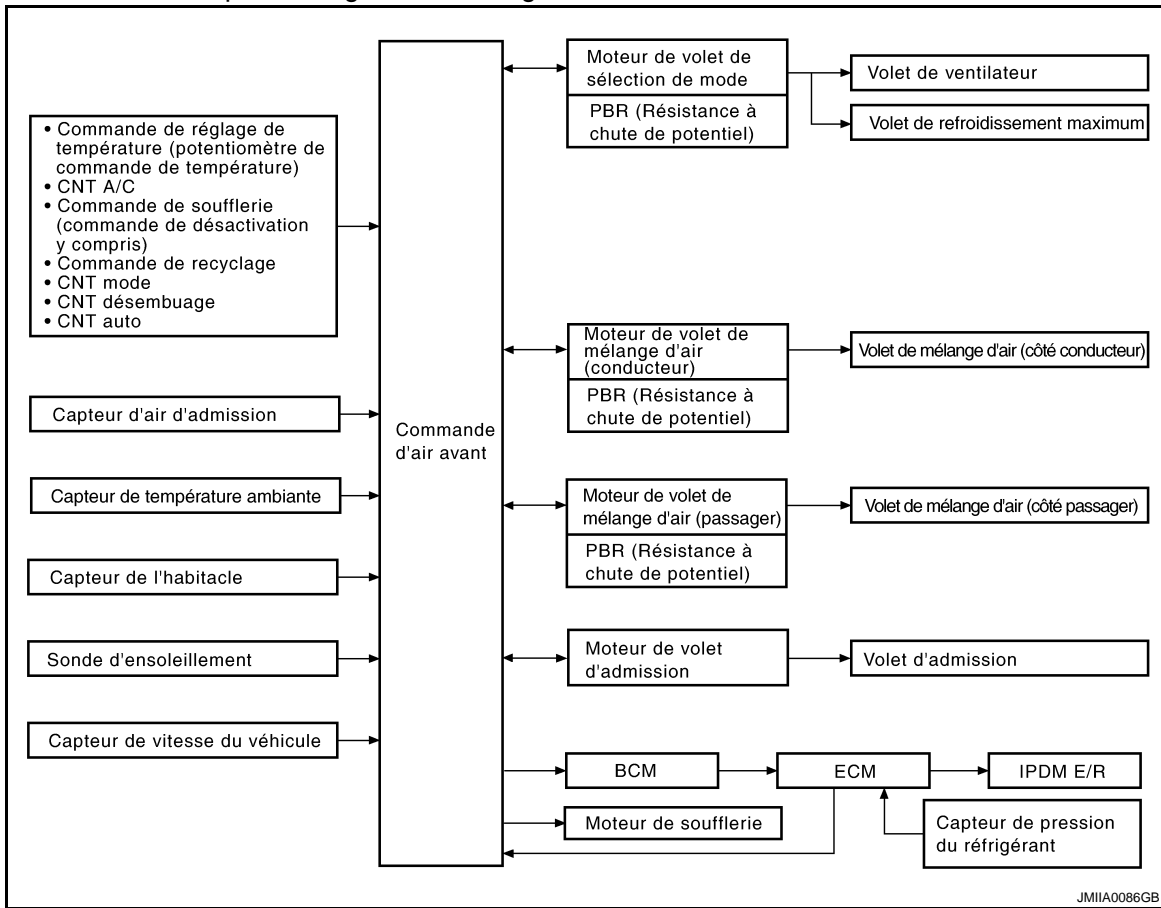 • Commande de réglage de
température (potentiomètre de
commande de température)
• CNT A/C
• Commande de soufflerie
(commande de désactivation
y compris)
• Commande de recyclage
• CNT mode
• CNT désembuage
• CNT auto
Capteur d'air d'admission
Capteur de température ambiante
Capteur de l'habitacle
Sonde d'ensoleillement
Capteur de vitesse du véhicule
Commande
d'air avant
Moteur de volet de
sélection de mode
PBR (Résistance à
chute de potentiel)
Volet de ventilateur
Volet de refroidissement maximum
Moteur de volet de
mélange d'air
(conducteur)
PBR (Résistance à
chute de potentiel)
Volet de mélange d'air (côté conducteur)
Moteur de volet de
mélange d'air (passager)
PBR (Résistance à
chute de potentiel)
Volet de mélange d'air (côté passager)
Moteur de volet
d'admission
Volet d'admission
BCM
ECM
IPDM E/R
Moteur de soufflerie
Capteur de pression
du réfrigérant
JMIIA0086GB